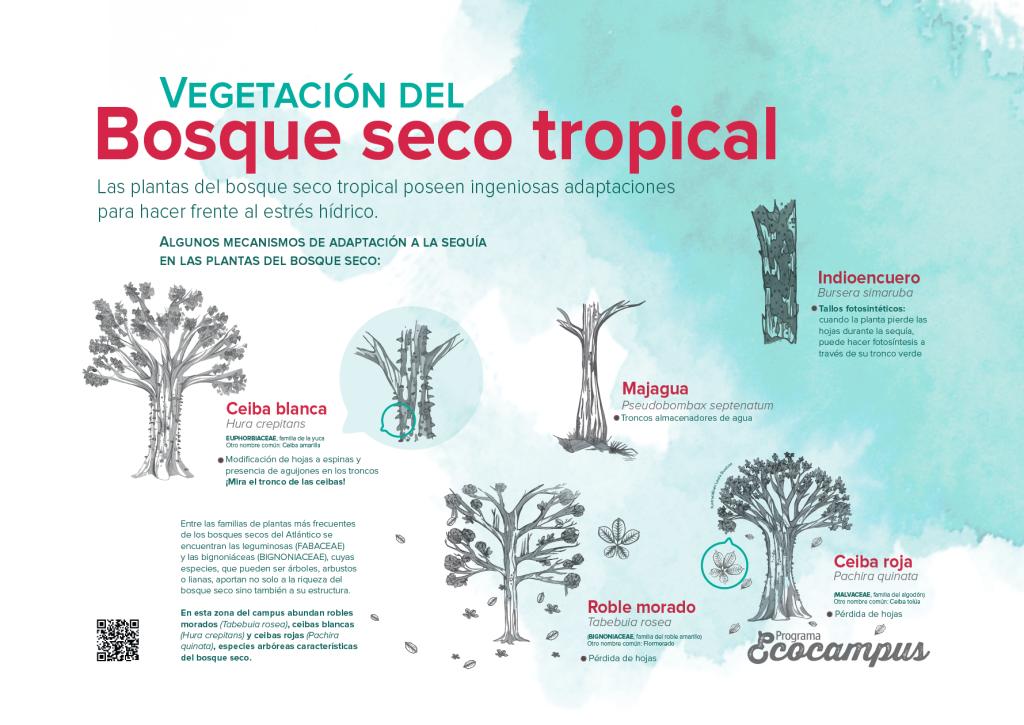 VEGETACIÓN DEL
Bosque seco tropical
Las plantas del bosque seco tropical poseen ingeniosas adaptaciones
para hacer frente al estrés hídrico.
ALGUNOS MECANISMOS DE ADAPTACIÓN A LA SEQUÍA
EN LAS PLANTAS DEL BOSQUE SECO:
Indioencuero
Bursera simaruba
Tallos fotosintéticos:
cuando la planta pierde las
hojas durante la sequía,
puede hacer fotosíntesis a
través de su tronco verde
Majagua
Pseudobombax septenatum
Troncos almacenadores de agua
Ceiba blanca
Hura crepitans
EUPHORBIACEAE, familia de la yuca
Otro nombre común: Ceiba amarilla
Modificación de hojas a espinas y
presencia de aguijones en los troncos
¡Mira el tronco de las ceibas!
Entre las familias de plantas más frecuentes
de los bosques secos del Atlántico se
encuentran las leguminosas (FABACEAE)
y las bignoniáceas (BIGNONIACEAE), cuyas
especies, que pueden ser árboles, arbustos
o lianas, aportan no solo a la riqueza del
bosque seco sino también a su estructura.
En esta zona del campus abundan robles
morados (Tabebuia rosea), ceibas blancas
(Hura crepitans) y ceibas rojas (Pachira
quinata), especies arbóreas características
del bosque seco.
Roble morado
Tabebuia rosea
(BIGNONIACEAE, familia del roble amarillo)
Otro nombre común: Flormorado
Pérdida de hojas
Ceiba roja
Pachira quinata
(MALVACEAE, familia del algodón)
Otro nombre común: Ceiba tolúa
Pérdida de hojas
Programa
Ecocampus